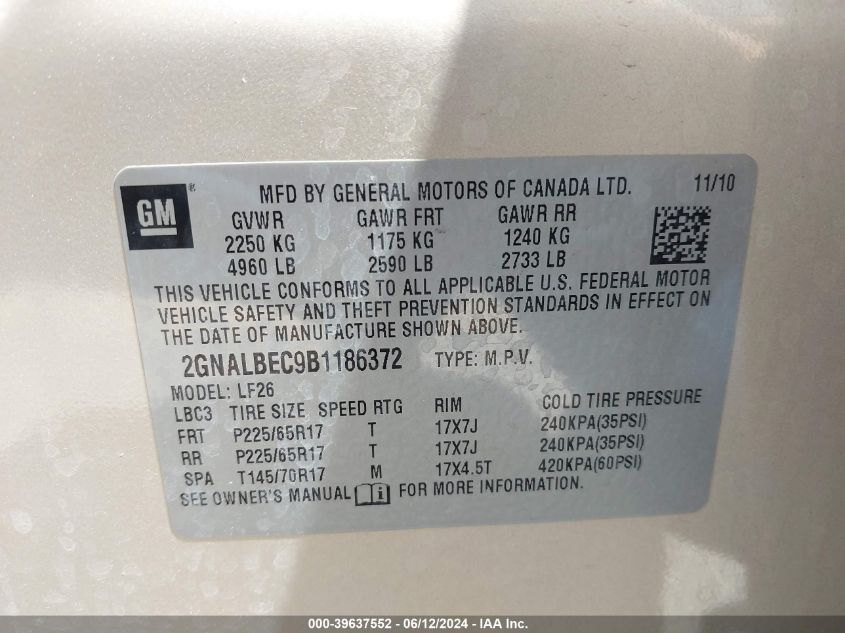 GM ®
MFD BY GENERAL MOTORS OF CANADA LTD. 11/10
GVWR GAWR FRT GAWR RR
2250 KG 1175 KG 1240 KG
4960 LB 2590 LB 2733 LB
THIS VEHICLE CONFORMS TO ALL APPLICABLE U.S. FEDERAL MOTOR
VEHICLE SAFETY AND THEFT PREVENTION STANDARDS IN EFFECT ON
THE DATE OF MANUFACTURE SHOWN ABOVE.
2GNALBEC9B1186372 TYPE: M.P.V.
MODEL: LF26
LBC3 TIRE SIZE SPEED RTG RIM COLD TIRE PRESSURE
FRT P225/65R17 T 17X7J 240KPA(35PSI)
RR P225/65R17 T 17X7J 240KPA(35PSI)
SPA T145/70R17 M 17X4.5T 420KPA(60PSI)
SEE OWNER'S MANUAL i FOR MORE INFORMATION.
000-39637552 - 06/12/2024 - IAA Inc.